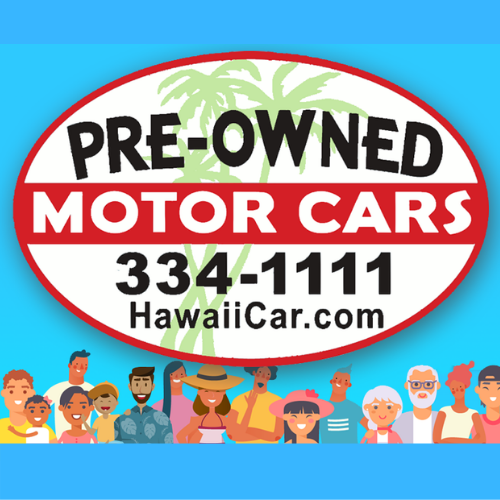 PRE-OWNED
MOTOR CARS
334-1111
HawaiiCar.com